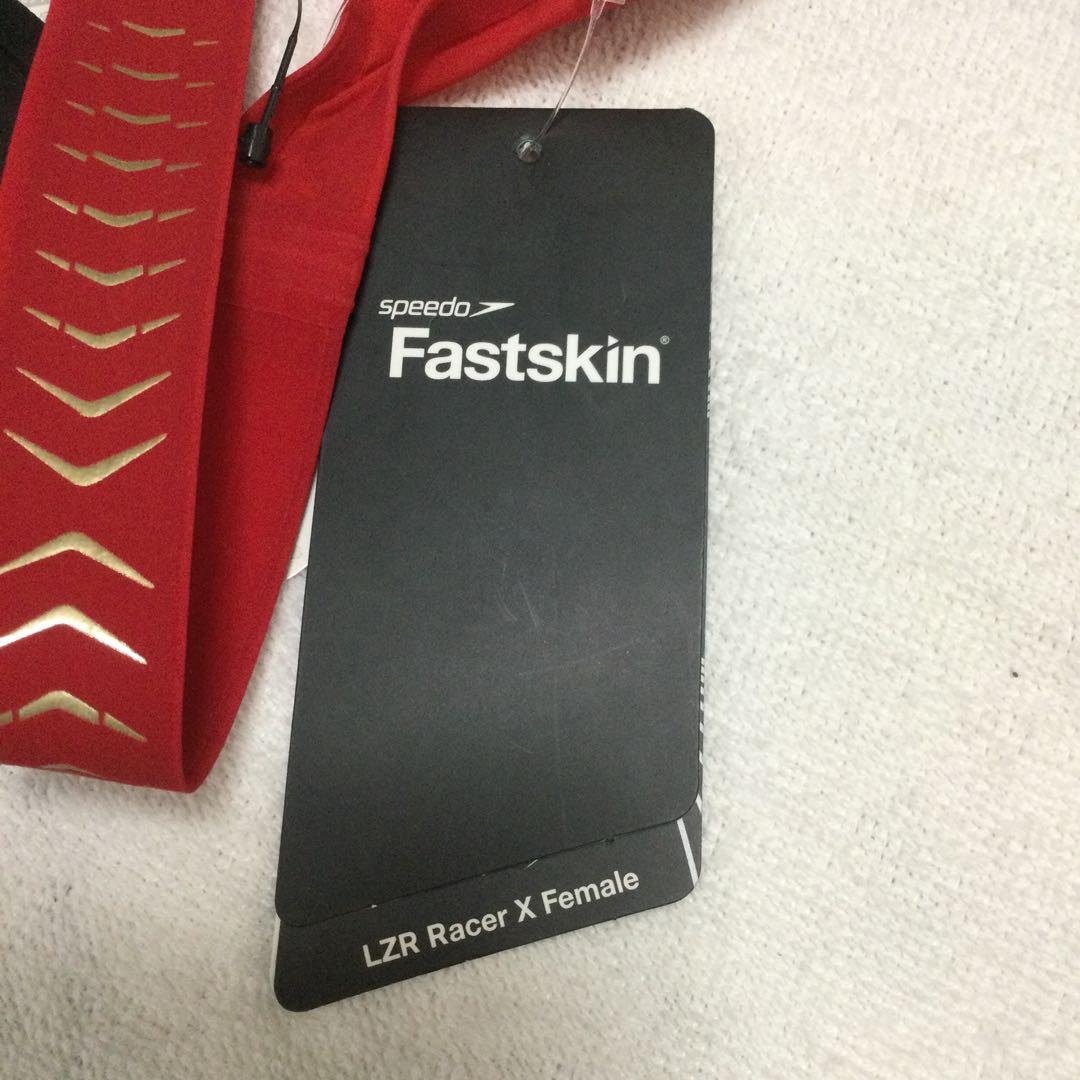 speedo
Fastskin®
LZR Racer X Female